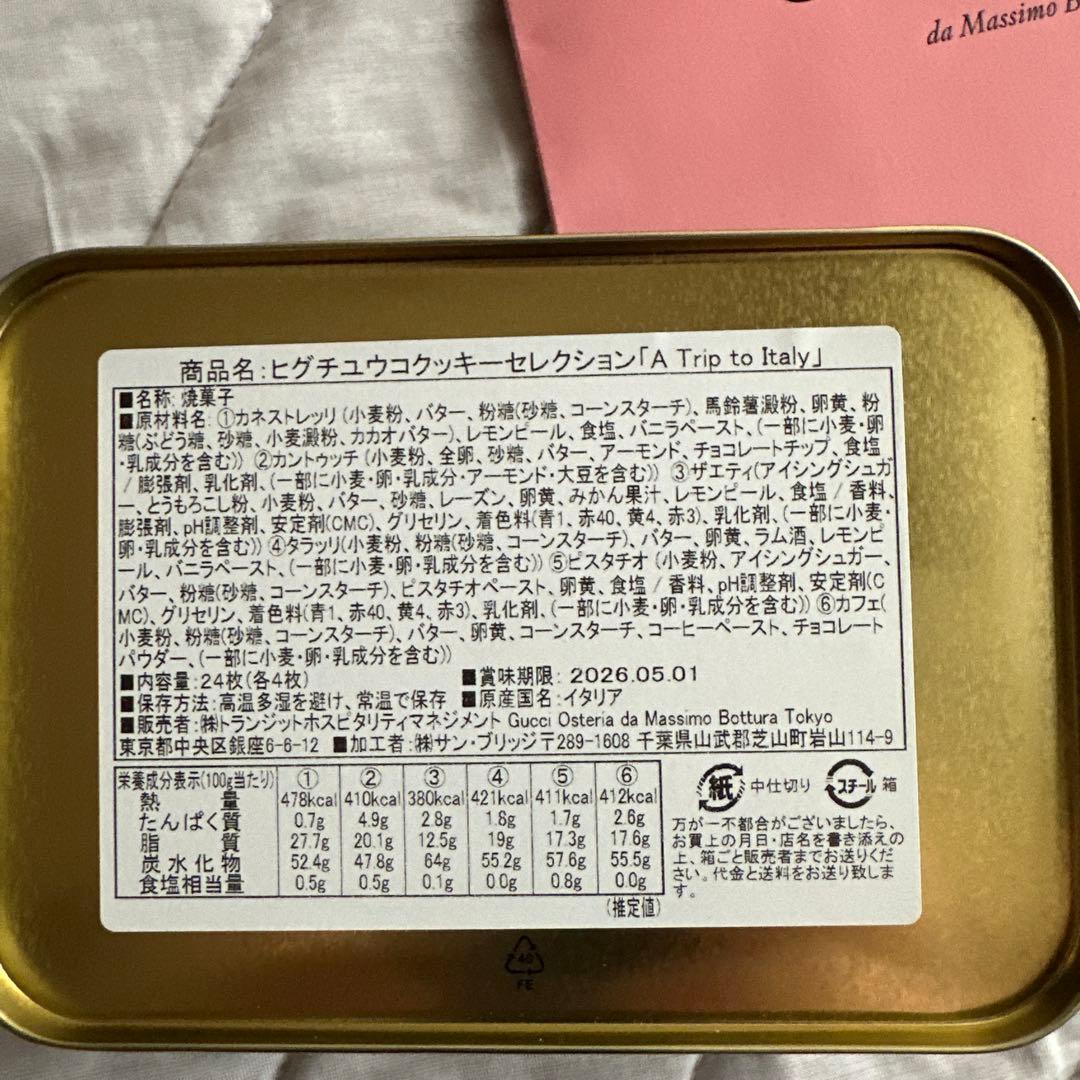 da Massimo B
商品名:ヒグチユウコクッキーセレクション「A Trip to Italy」
■名称: 焼菓子
■原材料名: ①カネストレッリ (小麦粉、バター、粉糖(砂糖、コーンスターチ)、馬鈴薯澱粉、卵黄、粉
糖(ぶどう糖、砂糖、小麦澱粉、カカオバター)、レモンピール、食塩、バニラペースト、(一部に小麦・卵
・乳成分を含む)) ②カントゥッチ (小麦粉、全卵、砂糖、バター、アーモンド、チョコレートチップ、食塩
/ 膨張剤、乳化剤、(一部に小麦・卵・乳成分・アーモンド・大豆を含む)) ③ザエティ(アイシングシュガ
ー、とうもろこし粉、小麦粉、バター、砂糖、レーズン、卵黄、みかん果汁、レモンピール、食塩 / 香料、
膨張剤、pH調整剤、安定剤(CMC)、グリセリン、着色料(青1、赤40、黄4、赤3)、乳化剤、(一部に小麦・
卵・乳成分を含む)) ④タラッリ(小麦粉、粉糖(砂糖、コーンスターチ)、バター、卵黄、ラム酒、レモンピ
ール、バニラペースト、(一部に小麦・卵・乳成分を含む)) ⑤ピスタチオ (小麦粉、アイシングシュガー、
バター、粉糖(砂糖、コーンスターチ)、ピスタチオペースト、卵黄、食塩 / 香料、pH調整剤、安定剤(C
MC)、グリセリン、着色料(青1、赤40、黄4、赤3)、乳化剤、(一部に小麦・卵・乳成分を含む)) ⑥カフェ(
小麦粉、粉糖(砂糖、コーンスターチ)、バター、卵黄、コーンスターチ、コーヒーペースト、チョコレート
パウダー、(一部に小麦・卵・乳成分を含む))
■内容量:24枚(各4枚) ■賞味期限: 2026.05.01
■保存方法:高温多湿を避け、常温で保存 ■原産国名:イタリア
■販売者:㈱トランジットホスピタリティマネジメント Gucci Osteria da Massimo Bottura Tokyo
東京都中央区銀座6-6-12 ■加工者:㈱サン・ブリッジ〒289-1608 千葉県山武郡芝山町岩山114-9
栄養成分表示(100g当たり) ① ② ③ ④ ⑤ ⑥
熱量 478kcal 410kcal 380kcal 421kcal 411kcal 412kcal
たんぱく質 0.7g 4.9g 2.8g 1.8g 1.7g 2.6g
脂質 27.7g 20.1g 12.5g 19g 17.3g 17.6g
炭水化物 52.4g 47.8g 64g 55.2g 57.6g 55.5g
食塩相当量 0.5g 0.5g 0.1g 0.0g 0.8g 0.0g
(推定値)
紙 中仕切り スチール 箱
万が一不都合がございましたら、
お買上の月日・店名を書き添えの
上、箱ごと販売者までお送りくだ
さい。代金と送料をお送り致しま
す。
40
FE